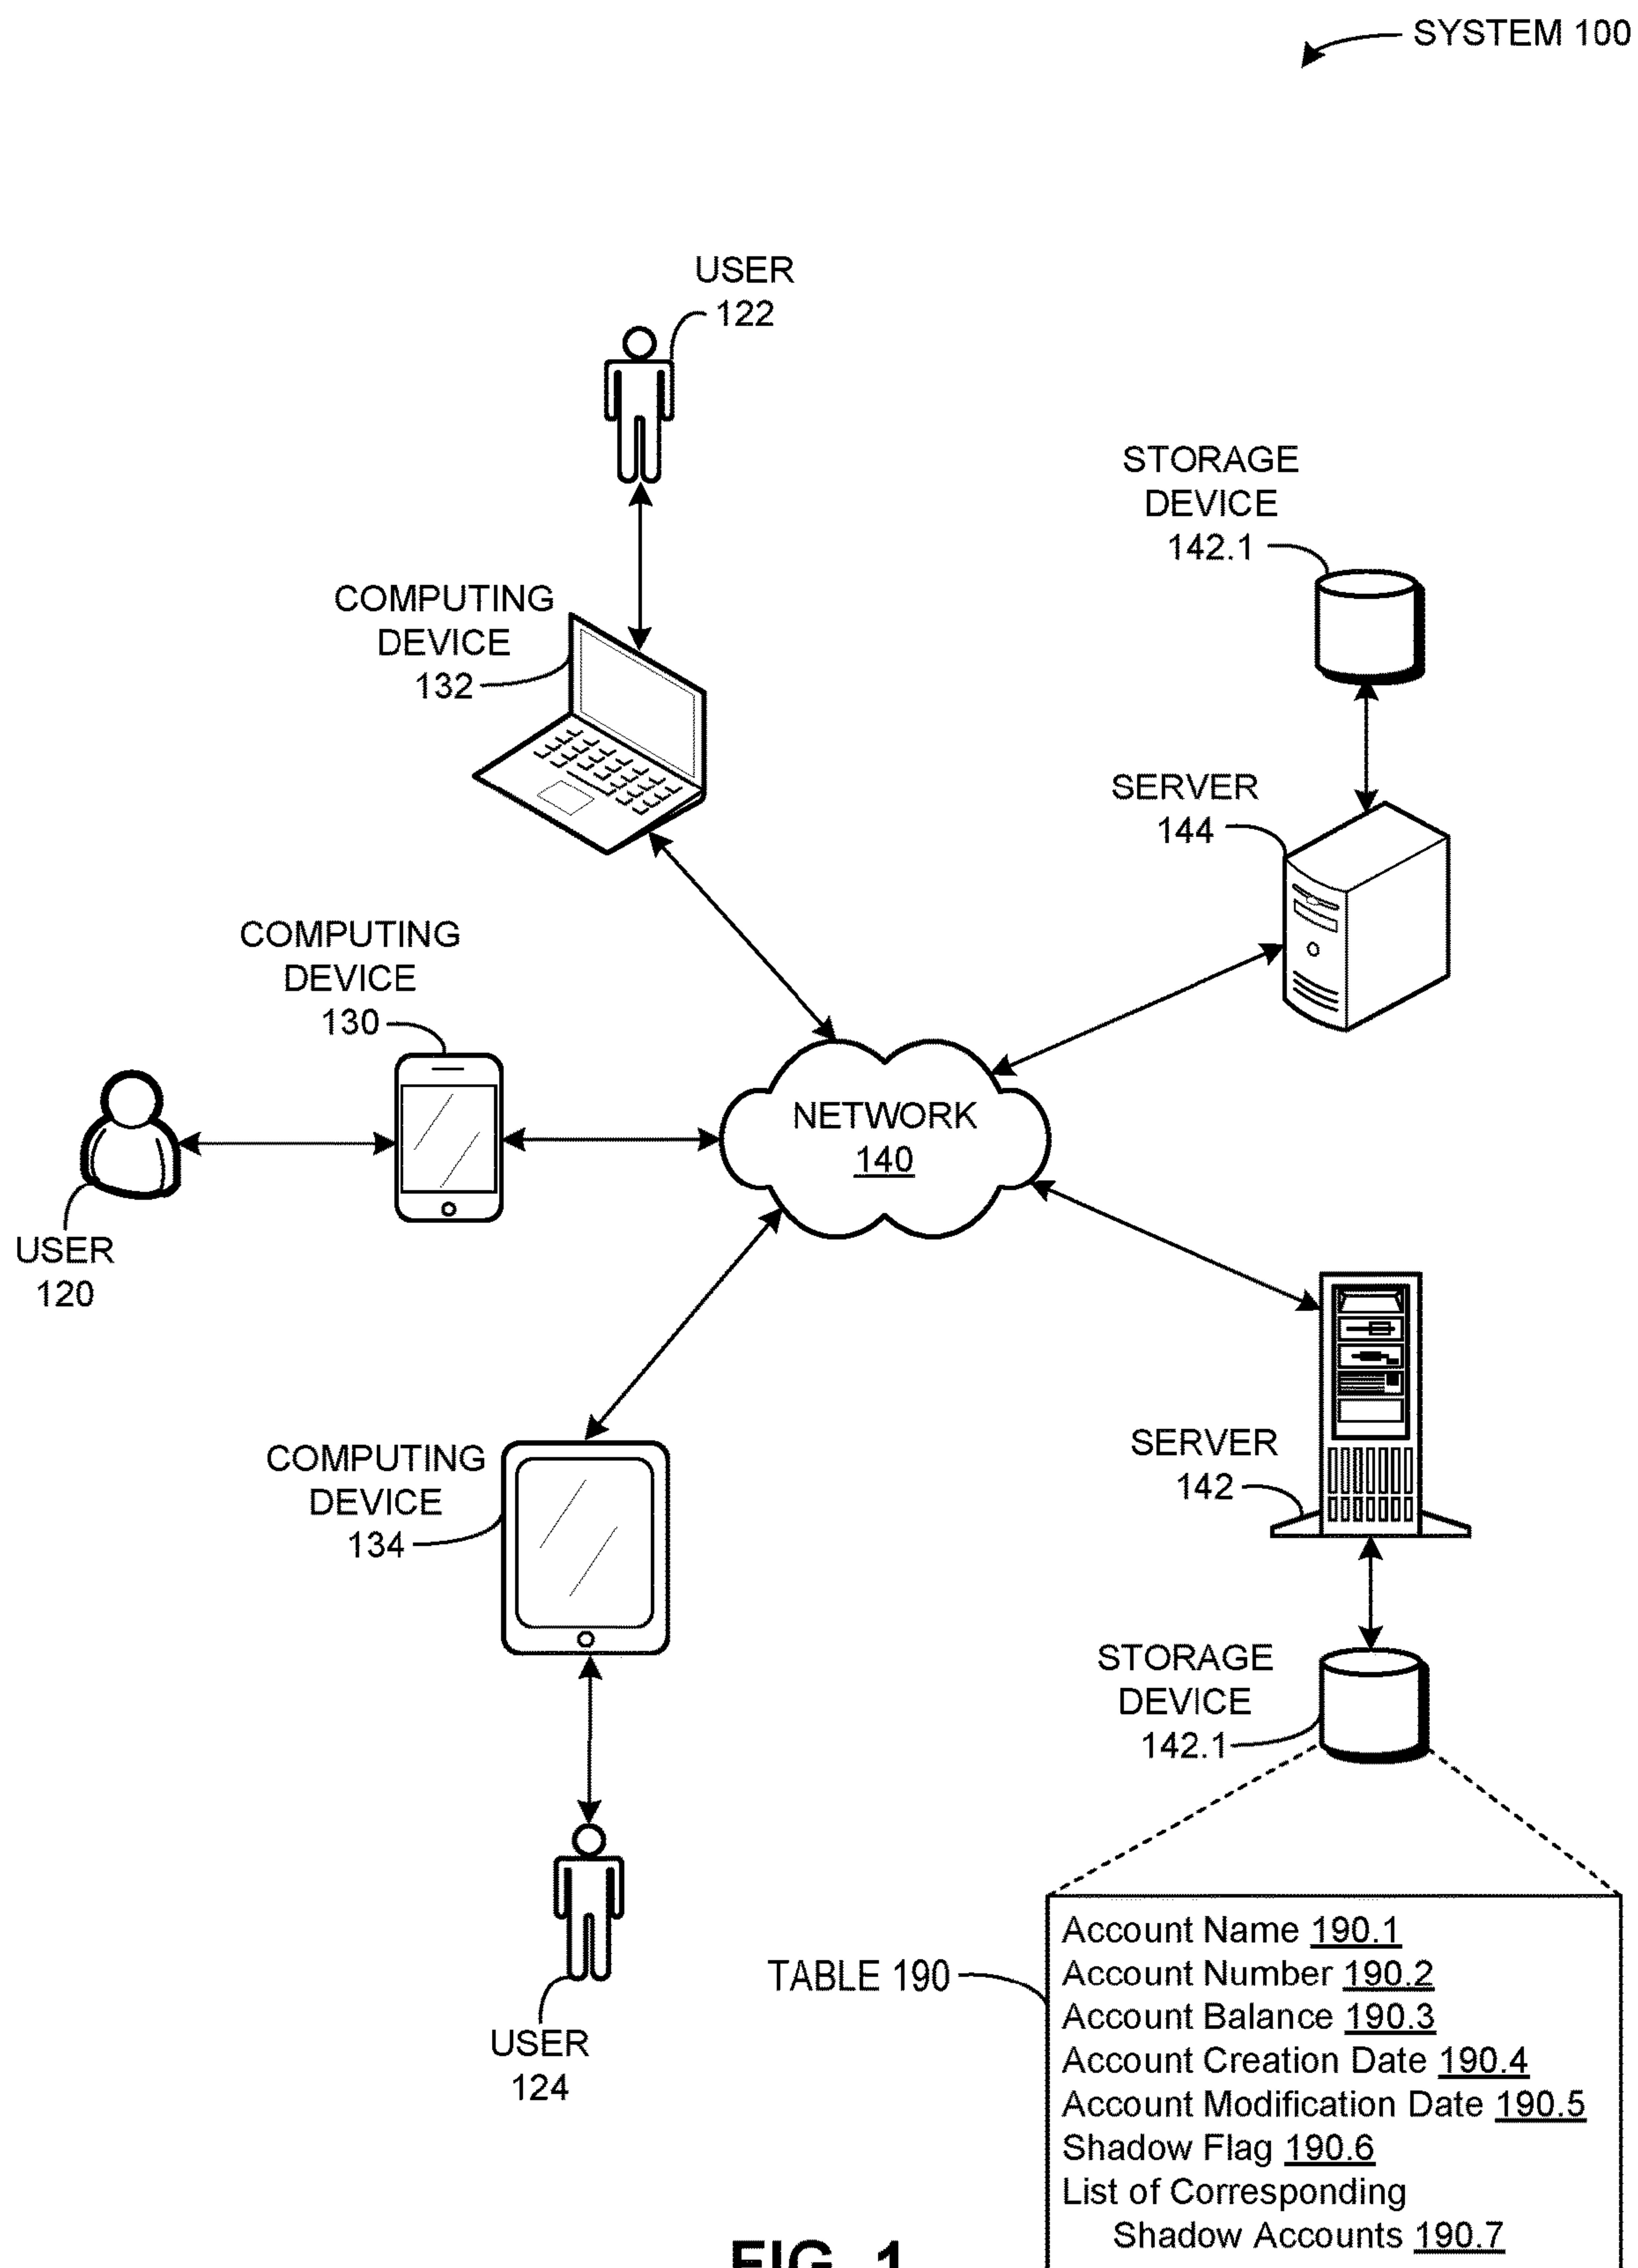 SYSTEM 100
USER
122
STORAGE
DEVICE
142.1
COMPUTING
DEVICE
132
SERVER
144
COMPUTING
DEVICE
130
NETWORK
140
USER
120
COMPUTING
DEVICE
134
SERVER
142
STORAGE
DEVICE
142.1
USER
124
TABLE 190
Account Name 190.1
Account Number 190.2
Account Balance 190.3
Account Creation Date 190.4
Account Modification Date 190.5
Shadow Flag 190.6
List of Corresponding
Shadow Accounts 190.7
FIG. 1